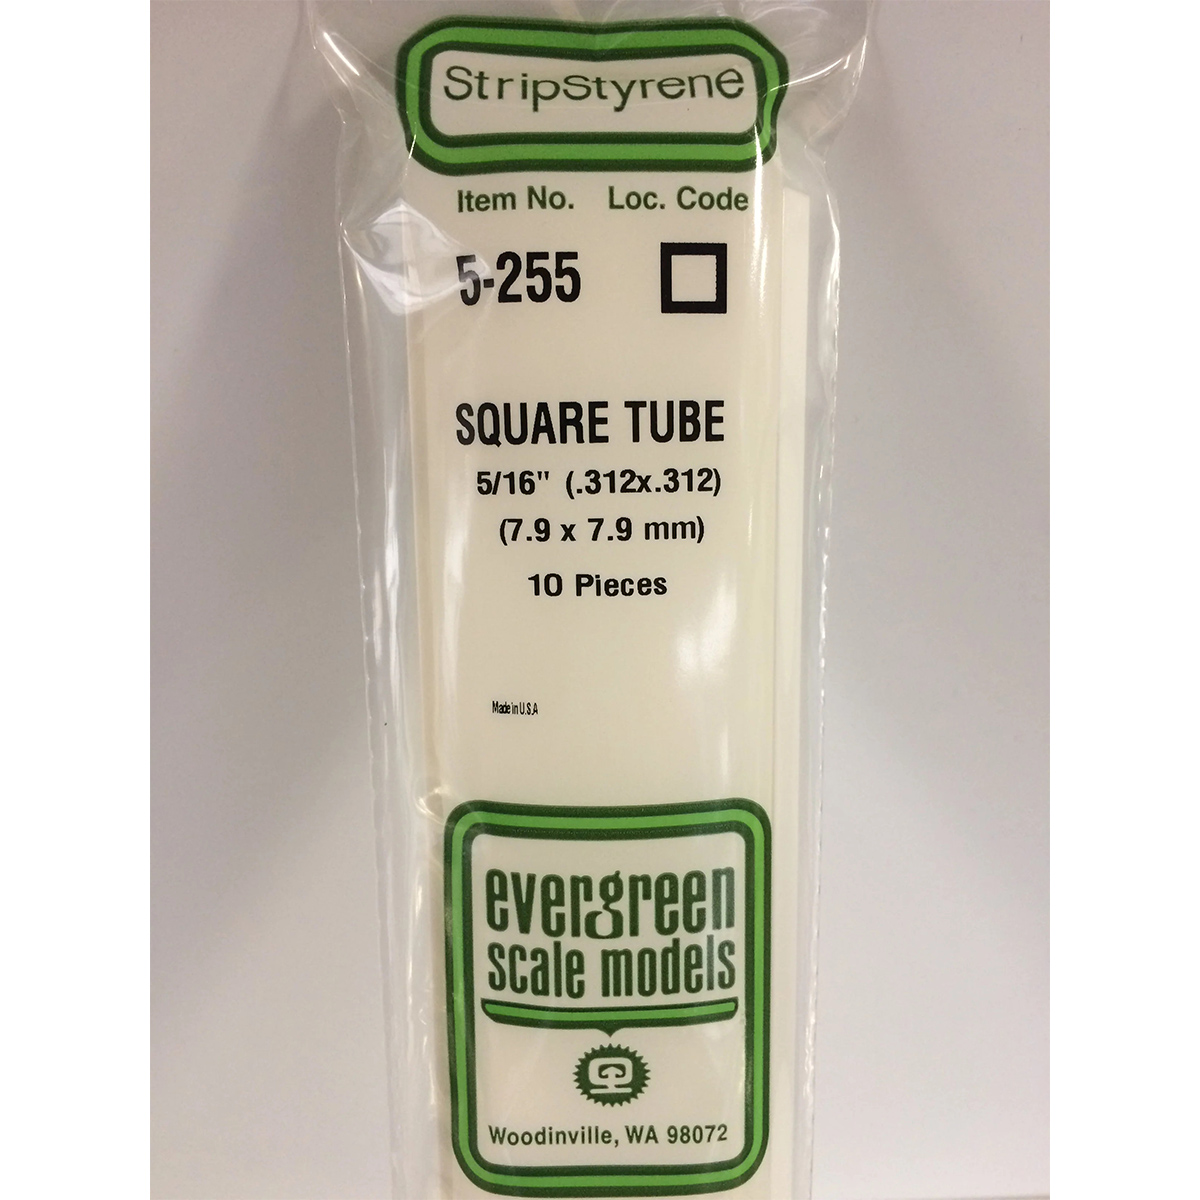 StripStyrene
Item No. Loc. Code
5-255
SQUARE TUBE
5/16" (.312x.312)
(7.9 x 7.9 mm)
10 Pieces
Made in U.S.A
evergreen
scale models
Woodinville, WA 98072